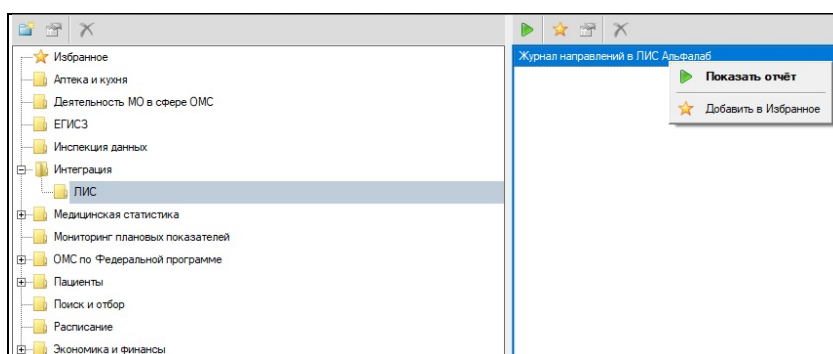 Избранное
Аптека и кухня
Деятельность МО в сфере ОМС
ЕГИСЗ
Инспекция данных
Интеграция
ЛИС
Медицинская статистика
Мониторинг плановых показателей
ОМС по Федеральной программе
Пациенты
Поиск и отбор
Расписание
Экономика и финансы
Журнал направлений в ЛИС Альфалаб
Показать отчёт
Добавить в Избранное